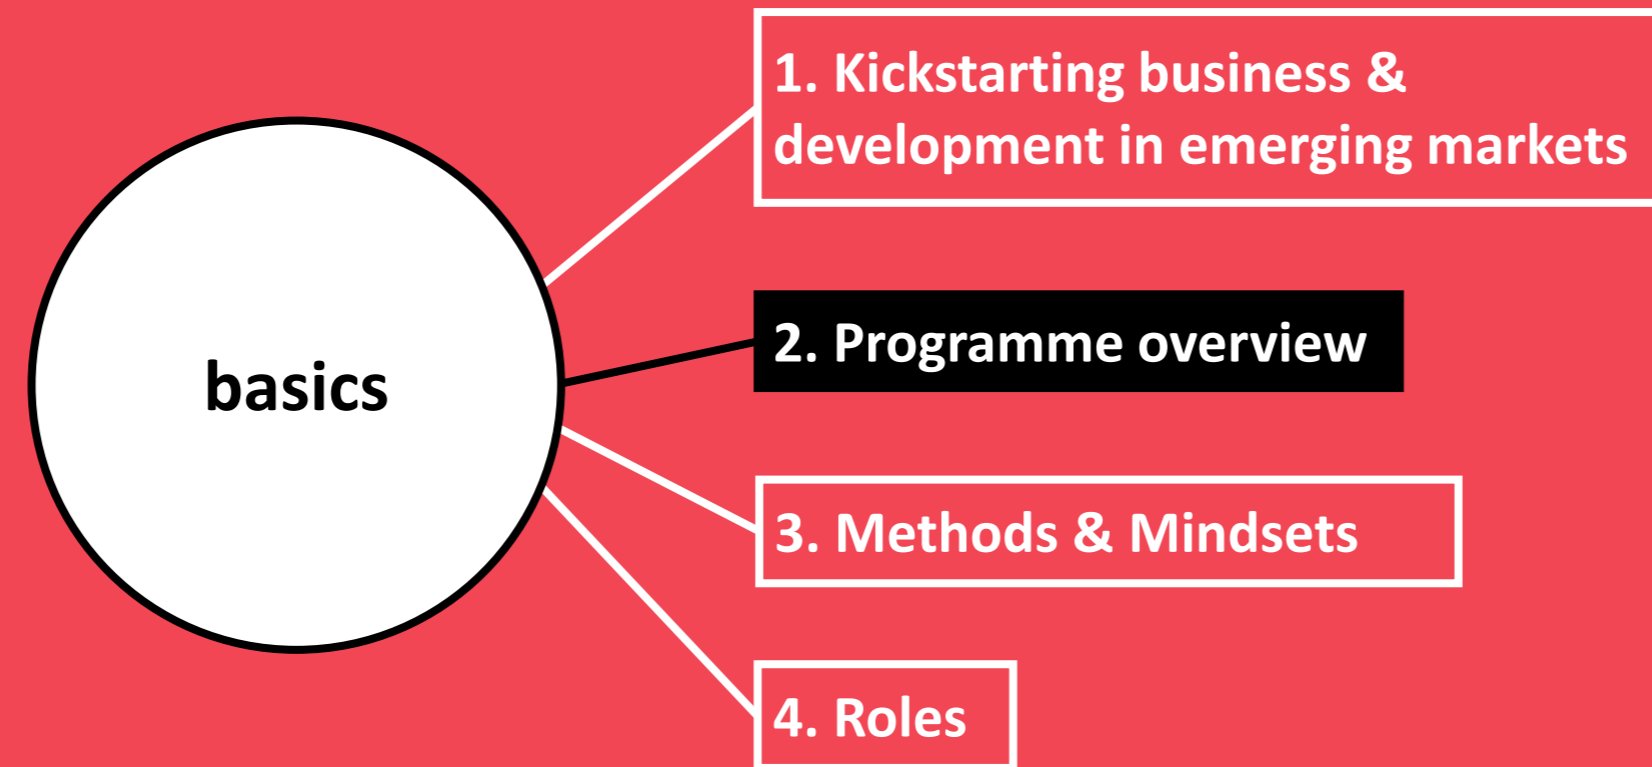 basics
1. Kickstarting business &
development in emerging markets
2. Programme overview
3. Methods & Mindsets
4. Roles